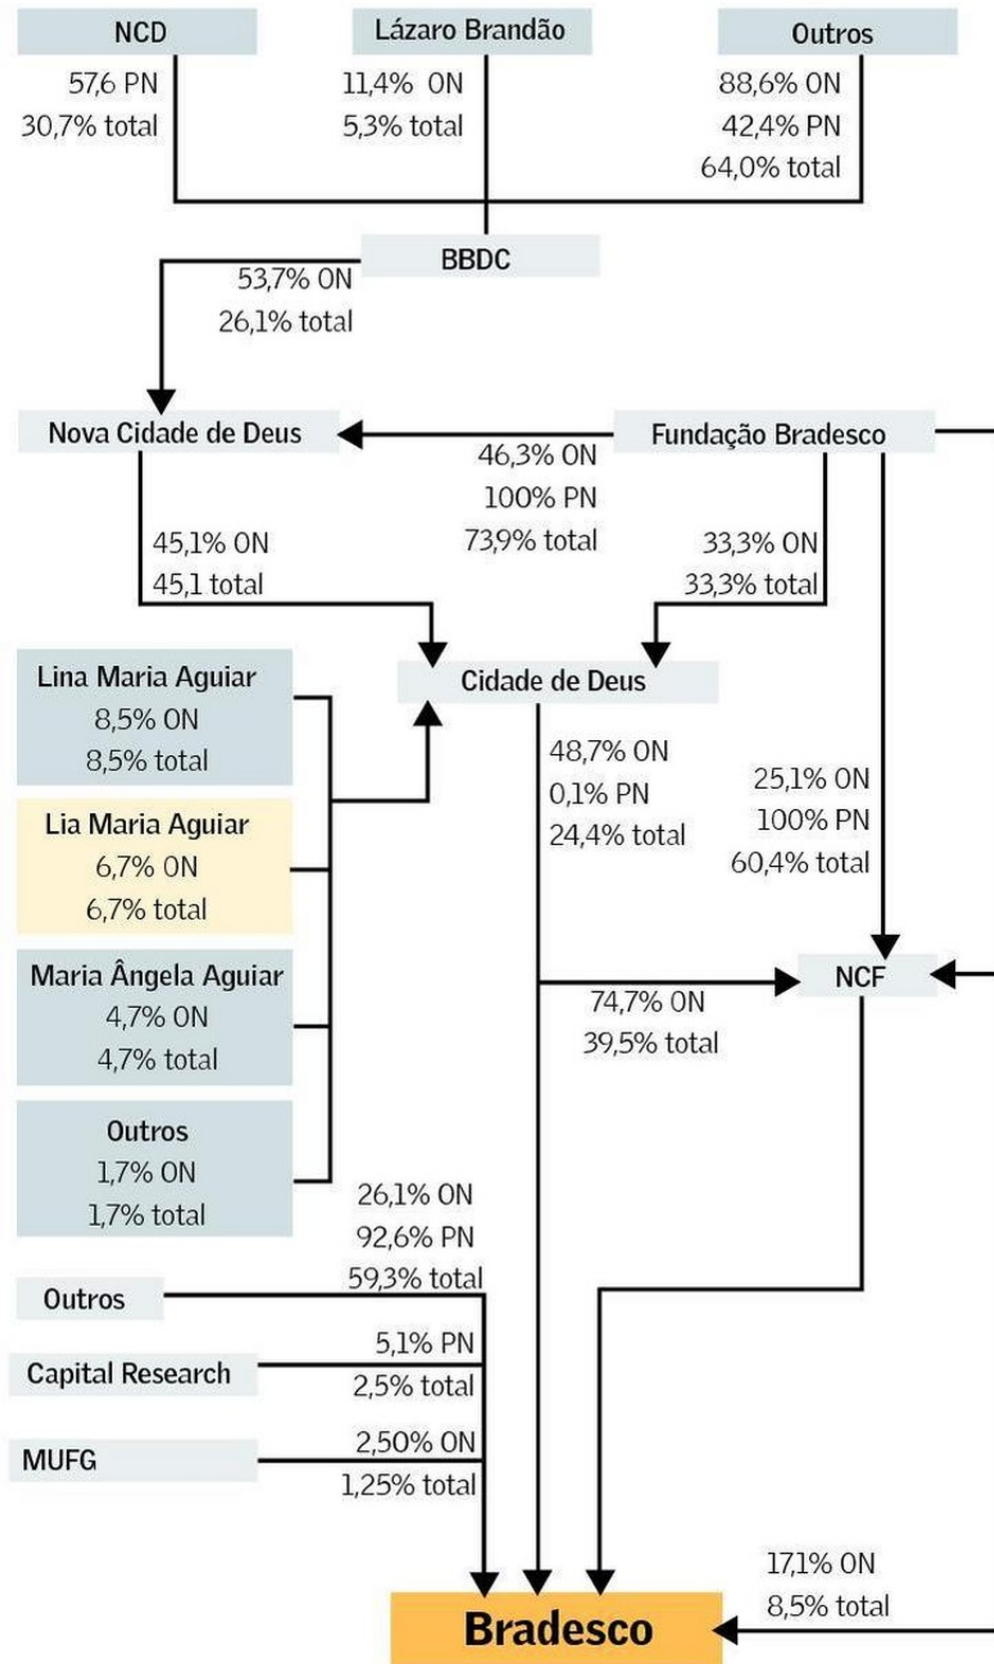 NCD
57,6 PN
30,7% total
Lázaro Brandão
11,4% ON
5,3% total
Outros
88,6% ON
42,4% PN
64,0% total
BBDC
53,7% ON
26,1% total
Nova Cidade de Deus
Fundação Bradesco
46,3% ON
100% PN
73,9% total
45,1% ON
45,1 total
33,3% ON
33,3% total
Cidade de Deus
Lina Maria Aguiar
8,5% ON
8,5% total
Lia Maria Aguiar
6,7% ON
6,7% total
Maria Ângela Aguiar
4,7% ON
4,7% total
Outros
1,7% ON
1,7% total
48,7% ON
0,1% PN
24,4% total
25,1% ON
100% PN
60,4% total
NCF
74,7% ON
39,5% total
26,1% ON
92,6% PN
59,3% total
Outros
5,1% PN
Capital Research
2,5% total
2,50% ON
MUFG
1,25% total
17,1% ON
8,5% total
Bradesco